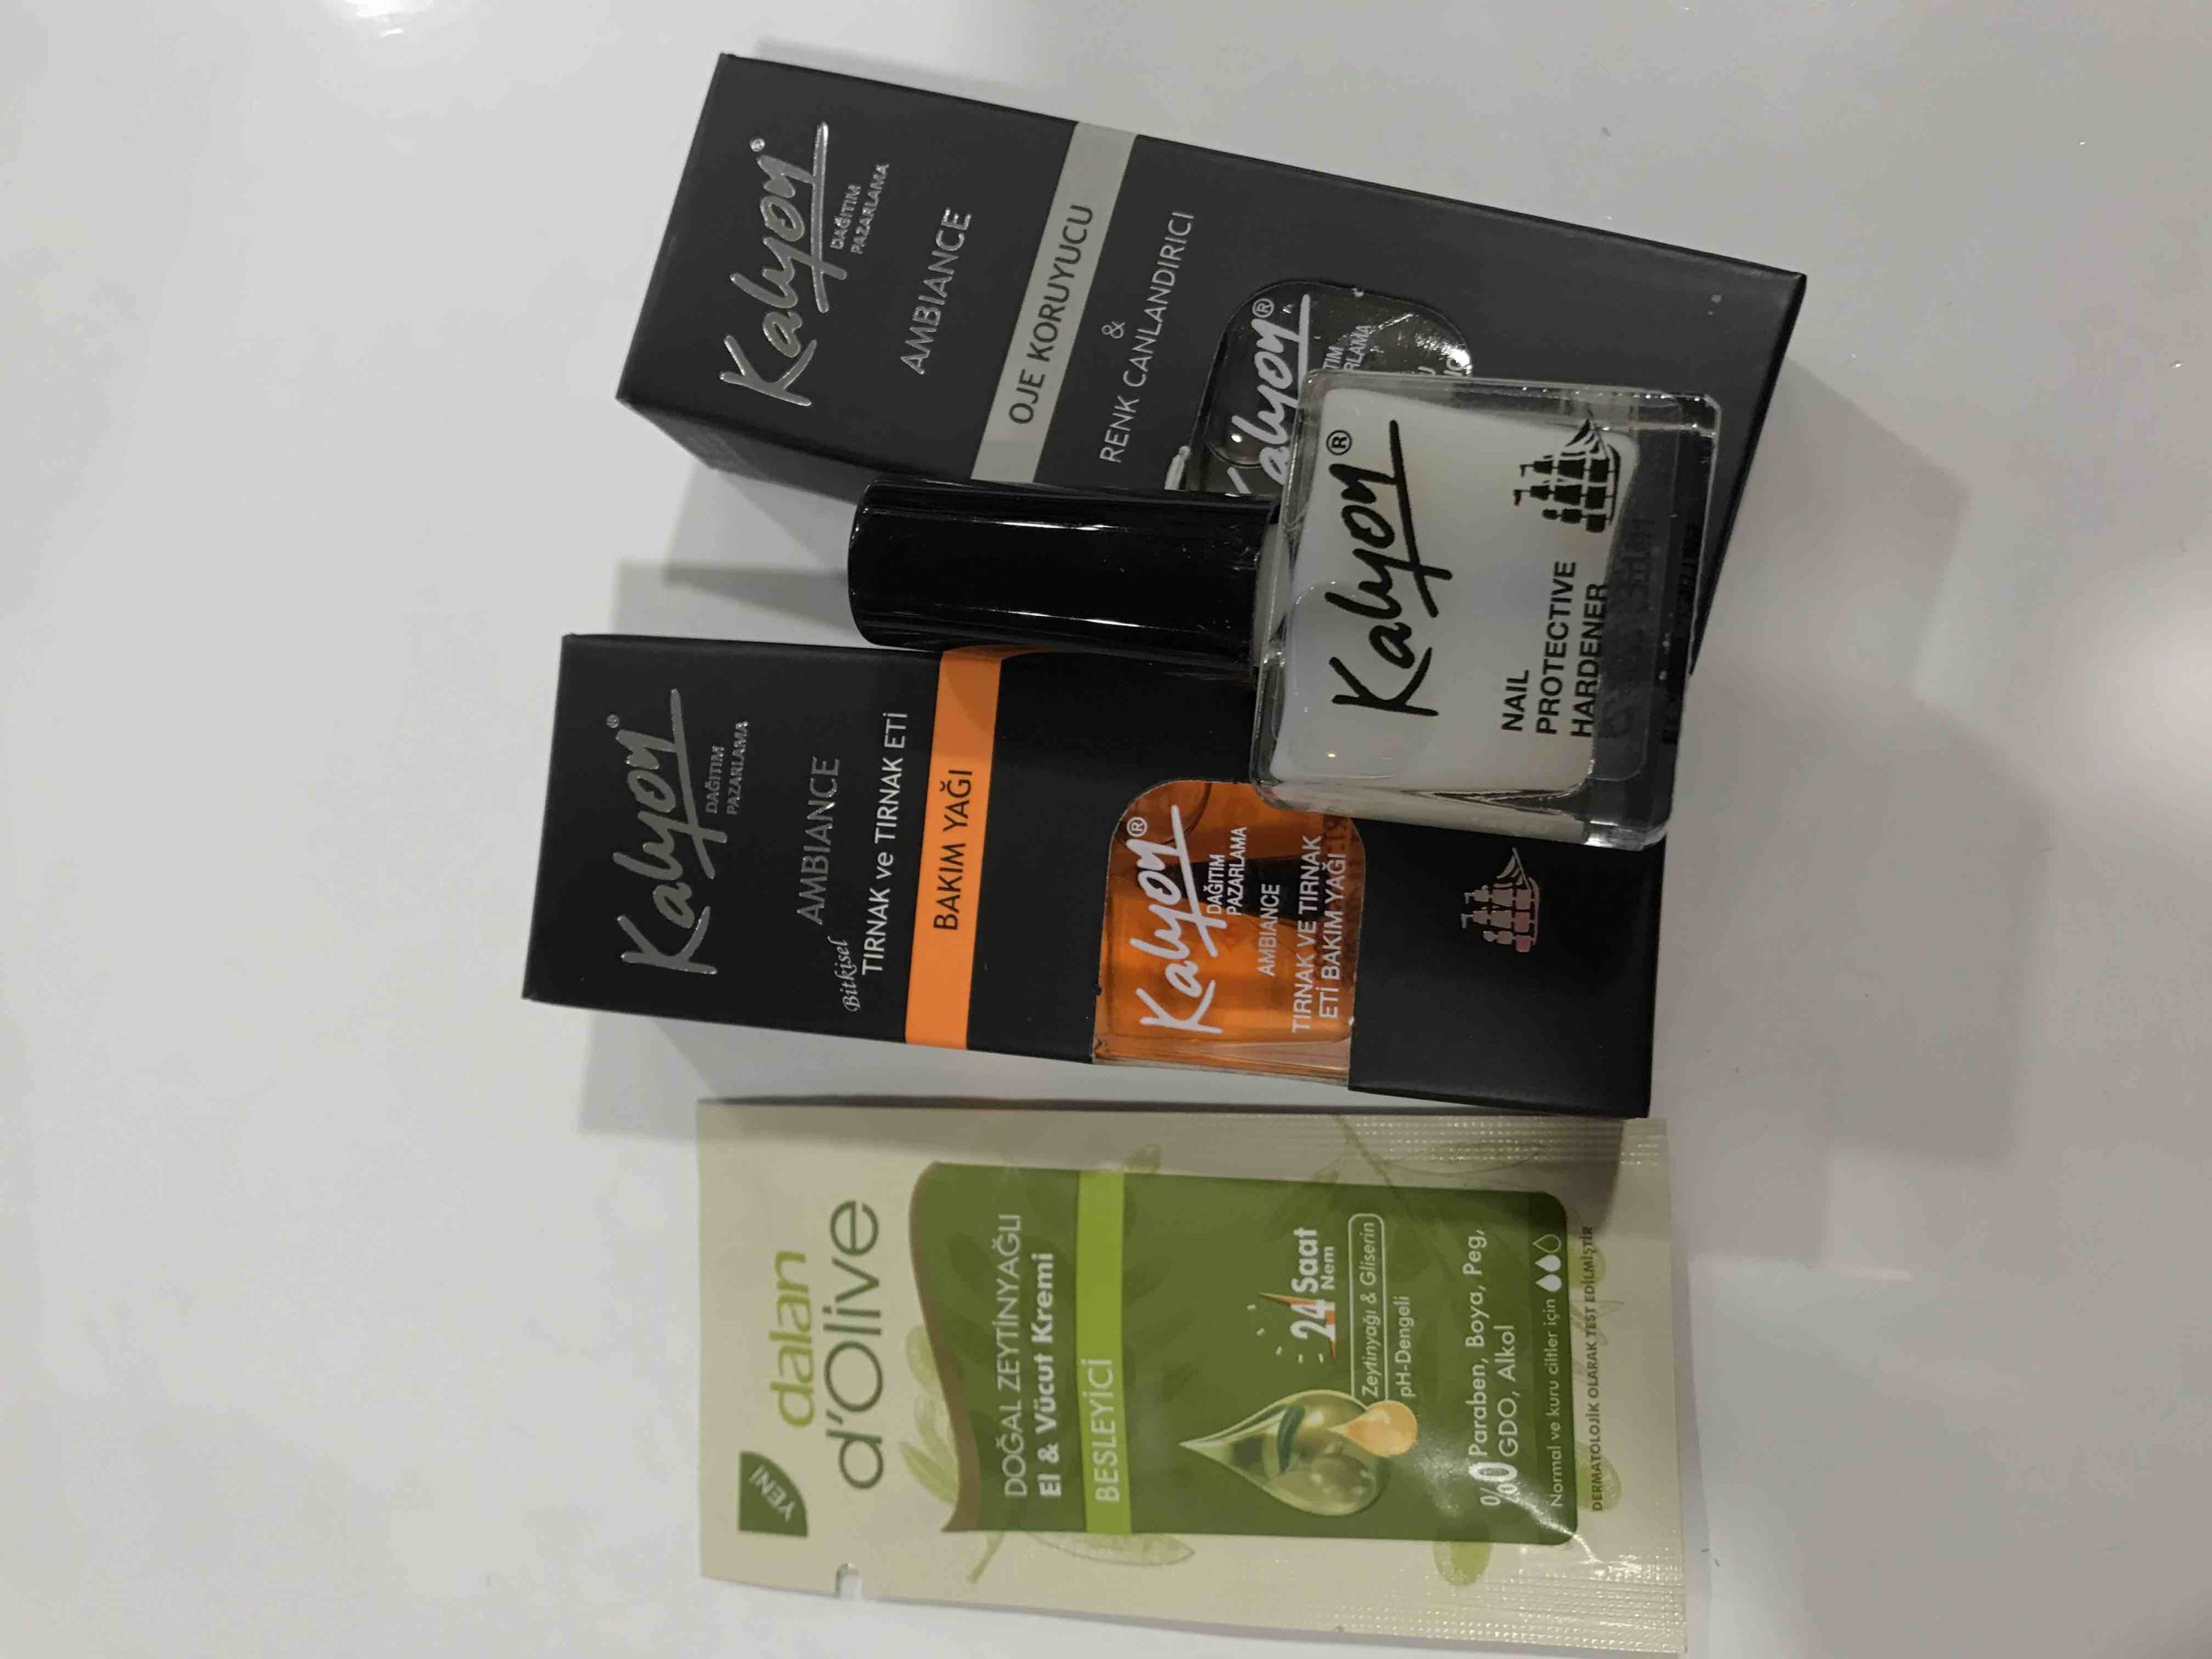 YENİ
dalan
d'Olive
DOĞAL ZEYTİNYAĞLI
El & Vücut Kremi
BESLEYİCİ
24 Saat
Nem
Zeytinyağı & Gliserin
pH-Dengeli
%0 Paraben, Boya, Peg,
GDO, Alkol
Normal ve kuru ciltler için
DERMATOLOJİK OLARAK TEST EDİLMİŞTİR
Kalyon®
DAĞITIM
PAZARLAMA
AMBIANCE
Bitkisel
TIRNAK ve TIRNAK ETİ
BAKIM YAĞI
Kalyon®
DAĞITIM
PAZARLAMA
AMBIANCE
TIRNAK VE TIRNAK
ETİ BAKIM YAĞI
Kalyon®
NAIL
PROTECTIVE
HARDENER
Kalyon®
DAĞITIM
PAZARLAMA
AMBIANCE
OJE KORUYUCU
&
RENK CANLANDIRICI
Kalyon®